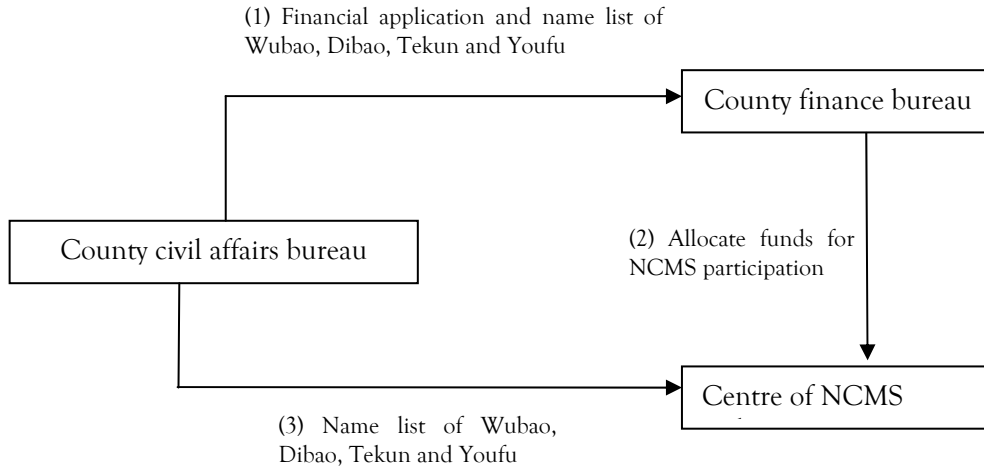 (1) Financial application and name list of
Wubao, Dibao, Tekun and Youfu
County finance bureau
County civil affairs bureau
(2) Allocate funds for
NCMS participation
Centre of NCMS
(3) Name list of Wubao,
Dibao, Tekun and Youfu